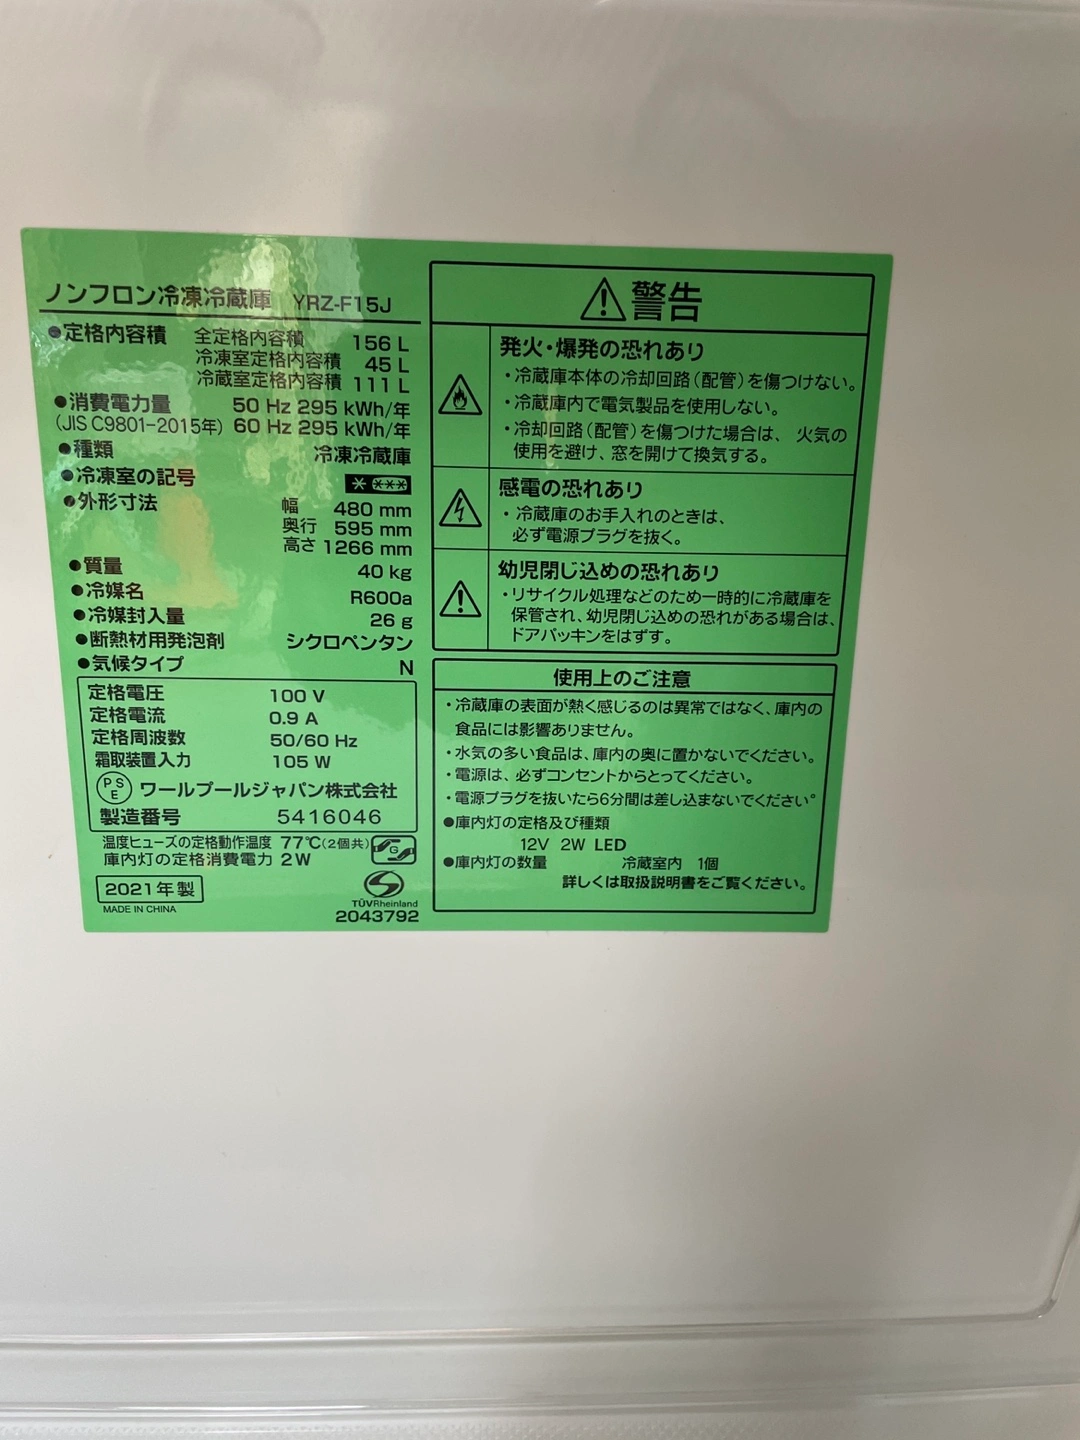 ノンフロン冷凍冷蔵庫 YRZ-F15J
●定格内容積 全定格内容積 156 L
冷凍室定格内容積 45 L
冷蔵室定格内容積 111 L
●消費電力量 50 Hz 295 kWh/年
(JIS C9801-2015年) 60 Hz 295 kWh/年
●種類 冷凍冷蔵庫
●冷凍室の記号
●外形寸法 幅 480 mm
奥行 595 mm
高さ 1266 mm
●質量 40 kg
●冷媒名 R600a
●冷媒封入量 26 g
●断熱材用発泡剤 シクロペンタン
●気候タイプ N
定格電圧 100 V
定格電流 0.9 A
定格周波数 50/60 Hz
霜取装置入力 105 W
PSE ワールプールジャパン株式会社
製造番号 5416046
温度ヒューズの定格動作温度 77℃(2個共)
庫内灯の定格消費電力 2W
G
2021年製
MADE IN CHINA
TÜVRheinland
2043792
警告
発火・爆発の恐れあり
・冷蔵庫本体の冷却回路(配管)を傷つけない。
・冷蔵庫内で電気製品を使用しない。
・冷却回路(配管)を傷つけた場合は、火気の
使用を避け、窓を開けて換気する。
感電の恐れあり
・冷蔵庫のお手入れのときは、
必ず電源プラグを抜く。
幼児閉じ込めの恐れあり
・リサイクル処理などのため一時的に冷蔵庫を
保管され、幼児閉じ込めの恐れがある場合は、
ドアパッキンをはずす。
使用上のご注意
・冷蔵庫の表面が熱く感じるのは異常ではなく、庫内の
食品には影響ありません。
・水気の多い食品は、庫内の奥に置かないでください。
・電源は、必ずコンセントからとってください。
・電源プラグを抜いたら6分間は差し込まないでください。
●庫内灯の定格及び種類
12V 2W LED
●庫内灯の数量 冷蔵室内 1個
詳しくは取扱説明書をご覧ください。